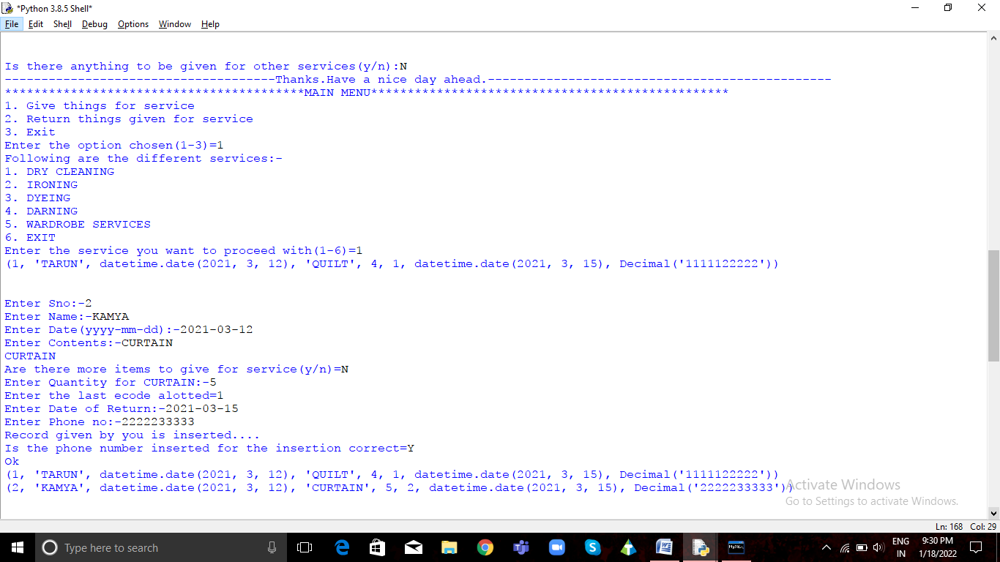 *Python 3.8.5 Shell*
File Edit Shell Debug Options Window Help
Is there anything to be given for other services(y/n):N
-------------------------------------Thanks.Have a nice day ahead.-----------------------------------------------
*****************************************MAIN MENU*************************************************
1. Give things for service
2. Return things given for service
3. Exit
Enter the option chosen(1-3)=1
Following are the different services:-
1. DRY CLEANING
2. IRONING
3. DYEING
4. DARNING
5. WARDROBE SERVICES
6. EXIT
Enter the service you want to proceed with(1-6)=1
(1, 'TARUN', datetime.date(2021, 3, 12), 'QUILT', 4, 1, datetime.date(2021, 3, 15), Decimal('1111122222'))
Enter Sno:-2
Enter Name:-KAMYA
Enter Date(yyyy-mm-dd):-2021-03-12
Enter Contents:-CURTAIN
CURTAIN
Are there more items to give for service(y/n)=N
Enter Quantity for CURTAIN:-5
Enter the last ecode alotted=1
Enter Date of Return:-2021-03-15
Enter Phone no:-2222233333
Record given by you is inserted....
Is the phone number inserted for the insertion correct=Y
Ok
(1, 'TARUN', datetime.date(2021, 3, 12), 'QUILT', 4, 1, datetime.date(2021, 3, 15), Decimal('1111122222'))
(2, 'KAMYA', datetime.date(2021, 3, 12), 'CURTAIN', 5, 2, datetime.date(2021, 3, 15), Decimal('2222233333'))
Activate Windows
Go to Settings to activate Windows.
Ln: 168 Col: 29
Type here to search
ENG
IN
9:30 PM
1/18/2022